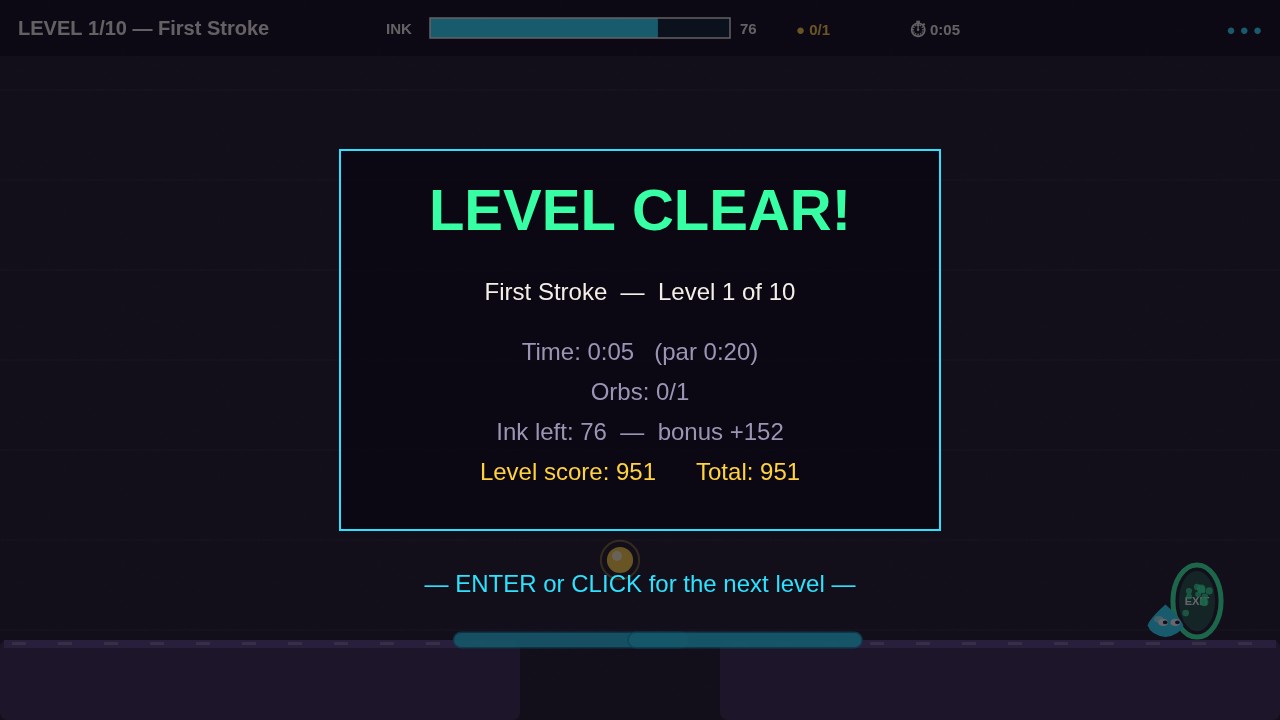 LEVEL 1/10 — First Stroke INK 76 0/1 0:05
LEVEL CLEAR!
First Stroke — Level 1 of 10
Time: 0:05 (par 0:20)
Orbs: 0/1
Ink left: 76 — bonus +152
Level score: 951 Total: 951
— ENTER or CLICK for the next level —
EXIT